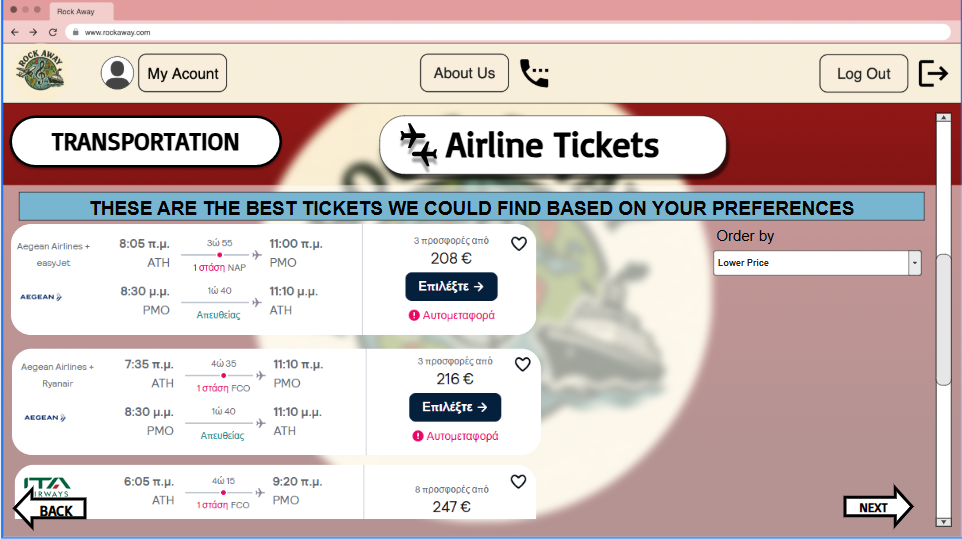 Rock Away
www.rockaway.com
ROCK AWAY
My Acount
About Us
Log Out
TRANSPORTATION
Airline Tickets
THESE ARE THE BEST TICKETS WE COULD FIND BASED ON YOUR PREFERENCES
Order by
Lower Price
Aegean Airlines +
easyJet
8:05 π.μ. 3ώ 55 11:00 π.μ.
ATH 1 στάση NAP PMO
AEGEAN
8:30 μ.μ. 1ώ 40 11:10 μ.μ.
PMO Απευθείας ATH
3 προσφορές από
208 €
Επιλέξτε →
Αυτομεταφορά
Aegean Airlines +
Ryanair
7:35 π.μ. 4ώ 35 11:10 π.μ.
ATH 1 στάση FCO PMO
AEGEAN
8:30 μ.μ. 1ώ 40 11:10 μ.μ.
PMO Απευθείας ATH
3 προσφορές από
216 €
Επιλέξτε →
Αυτομεταφορά
ITA
AIRWAYS
6:05 π.μ. 4ώ 15 9:20 π.μ.
ATH 1 στάση FCO PMO
8 προσφορές από
247 €
BACK
NEXT